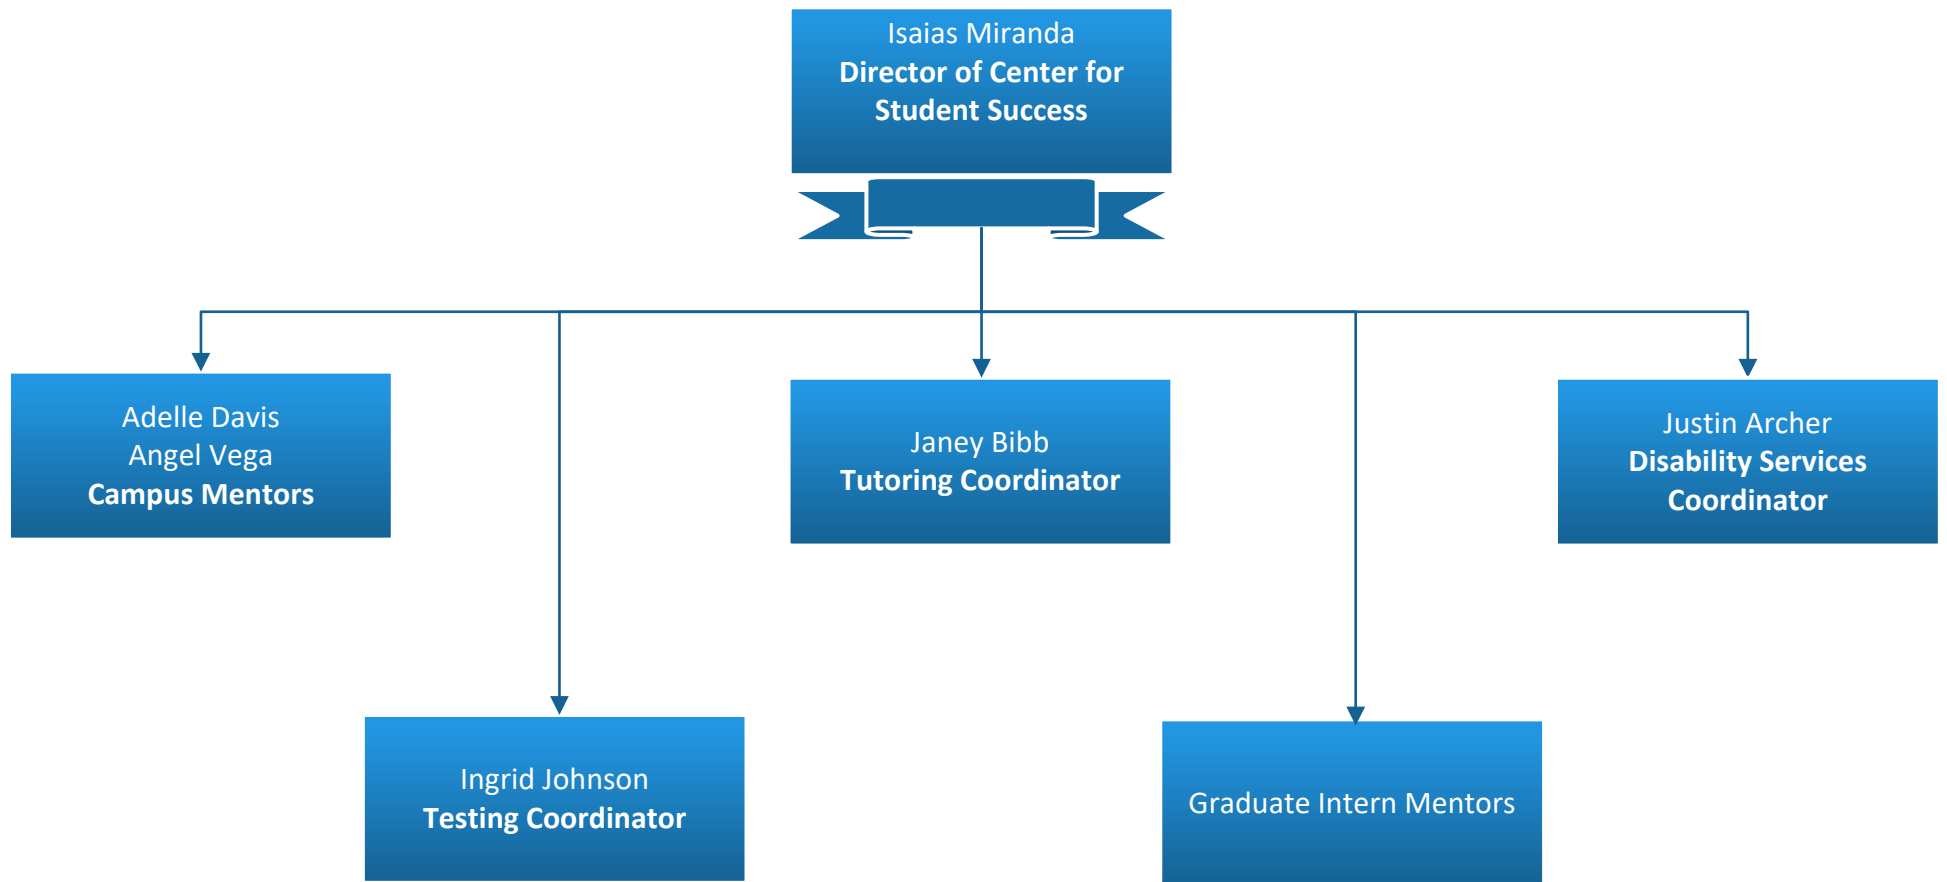 Isaias Miranda
Director of Center for
Student Success
Adelle Davis
Angel Vega
Campus Mentors
Janey Bibb
Tutoring Coordinator
Justin Archer
Disability Services
Coordinator
Ingrid Johnson
Testing Coordinator
Graduate Intern Mentors